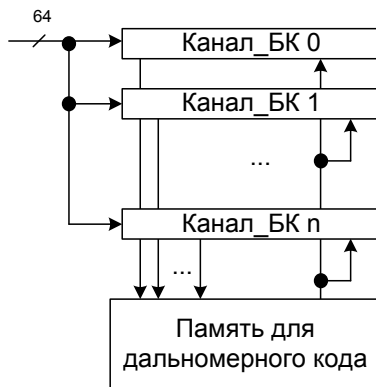 64
Канал_БК 0
Канал_БК 1
...
Канал_БК n
...
Память для
дальномерного кода